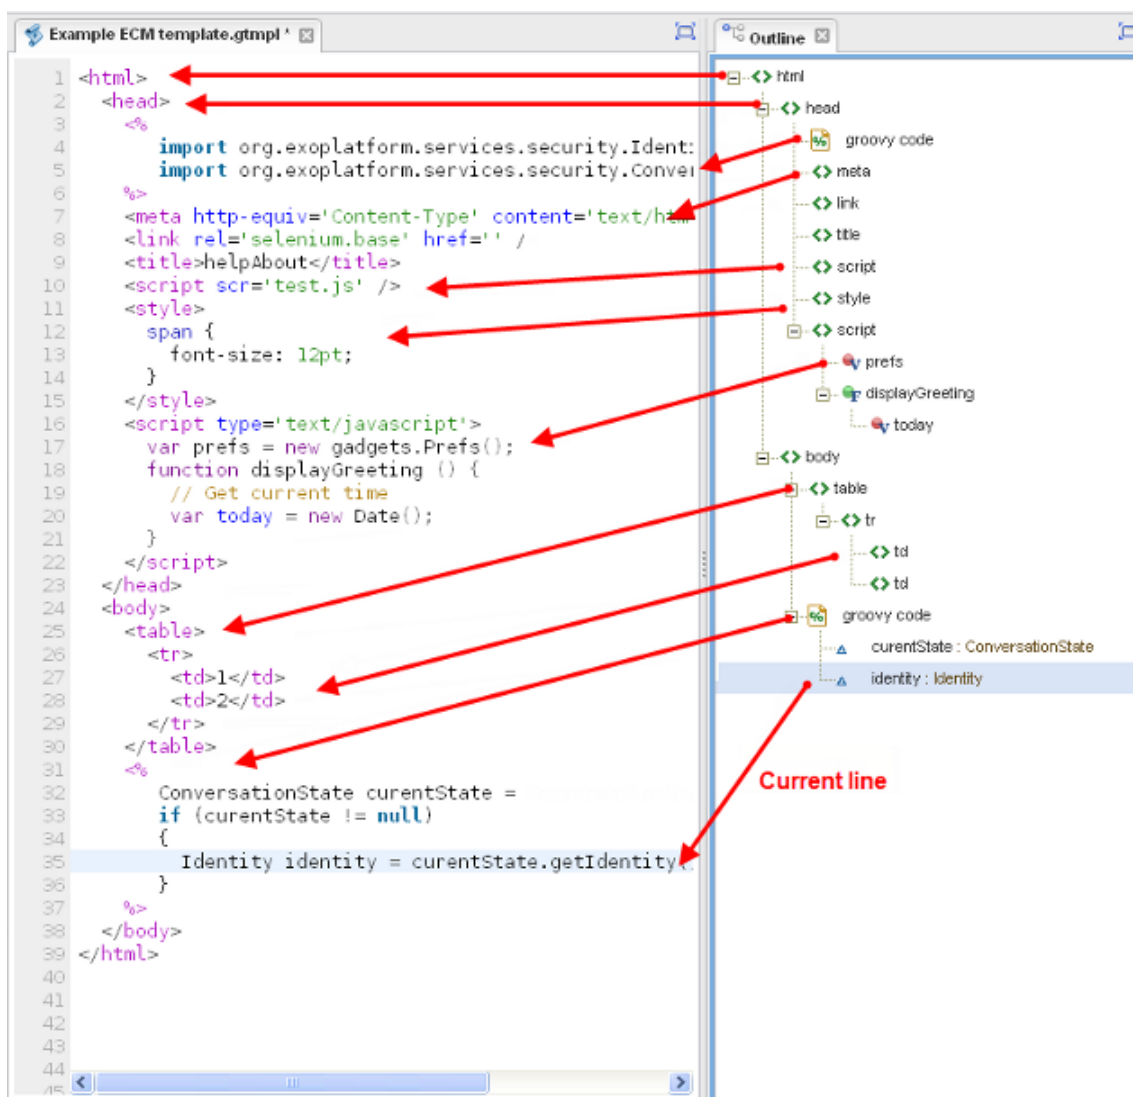 Example ECM template.gtmpl *
1 <html>
2 <head>
3 <%
4 import org.exoplatform.services.security.Identi
5 import org.exoplatform.services.security.Conver
6 %>
7 <meta http-equiv='Content-Type' content='text/htm
8 <link rel='selenium.base' href='' /
9 <title>helpAbout</title>
10 <script scr='test.js' />
11 <style>
12 span {
13 font-size: 12pt;
14 }
15 </style>
16 <script type='text/javascript'>
17 var prefs = new gadgets.Prefs();
18 function displayGreeting () {
19 // Get current time
20 var today = new Date();
21 }
22 </script>
23 </head>
24 <body>
25 <table>
26 <tr>
27 <td>1</td>
28 <td>2</td>
29 </tr>
30 </table>
31 <%
32 ConversationState curentState =
33 if (curentState != null)
34 {
35 Identity identity = curentState.getIdentity
36 }
37 %>
38 </body>
39 </html>
40
41
42
43
44
45
Outline
html
head
groovy code
meta
link
title
script
style
script
prefs
displayGreeting
today
body
table
tr
td
td
groovy code
curentState : ConversationState
identity : Identity
Current line